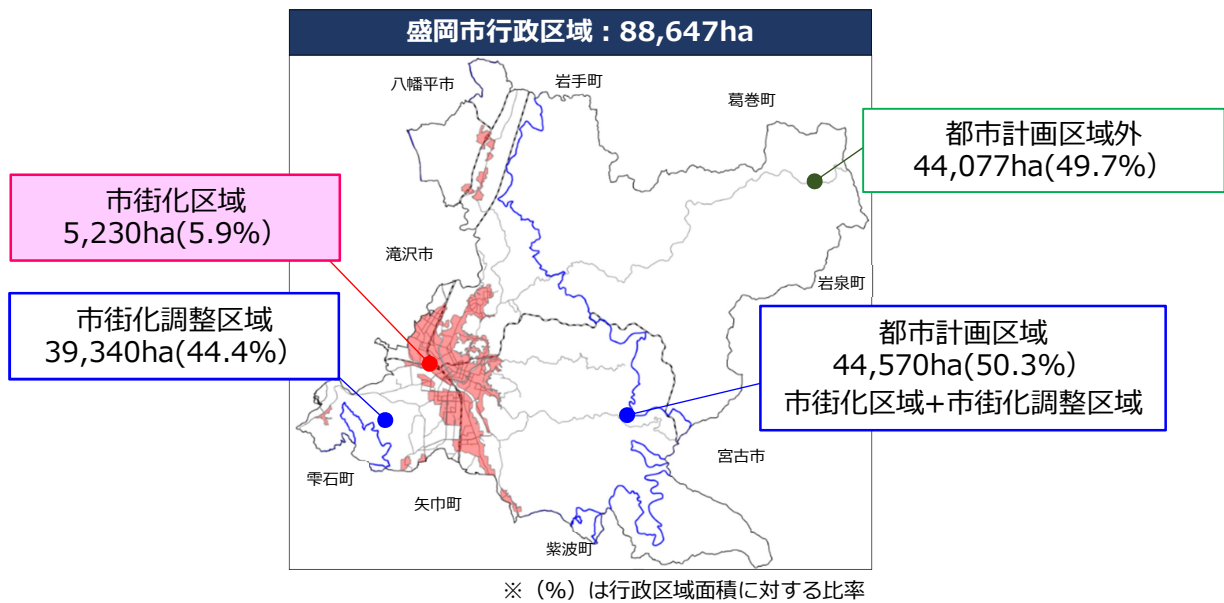 盛岡市行政区域：88,647ha
八幡平市
岩手町
葛巻町
都市計画区域外
44,077ha(49.7%)
市街化区域
5,230ha(5.9%）
滝沢市
岩泉町
市街化調整区域
39,340ha(44.4%)
都市計画区域
44,570ha(50.3%)
市街化区域+市街化調整区域
宮古市
雫石町
矢巾町
紫波町
※（%）は行政区域面積に対する比率